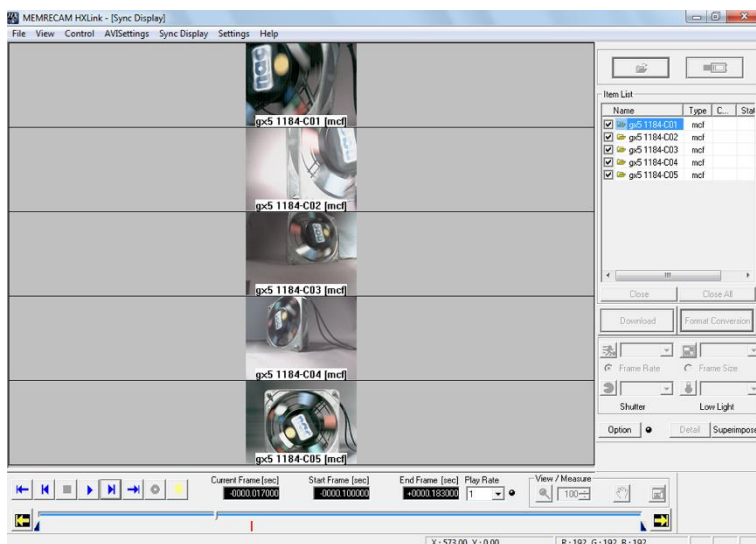 MEMRECAM HXLink - [Sync Display]
File View Control AVISettings Sync Display Settings Help
nac
gx5 1184-C01 [mcf]
nac
gx5 1184-C02 [mcf]
nac
gx5 1184-C03 [mcf]
nac
gx5 1184-C04 [mcf]
nac
gx5 1184-C05 [mcf]
Item List
Name Type C... Stat
gx5 1184-C01 mcf
gx5 1184-C02 mcf
gx5 1184-C03 mcf
gx5 1184-C04 mcf
gx5 1184-C05 mcf
Close Close All
Download Format Conversion
Frame Rate Frame Size
Shutter Low Light
Option Detail Superimpose
Current Frame [sec] Start Frame [sec] End Frame [sec] Play Rate View / Measure
-0000.017000 -0000.100000 +0000.183000 1 100
X : 573.00, Y : 0.00 R : 192, G : 192, B : 192